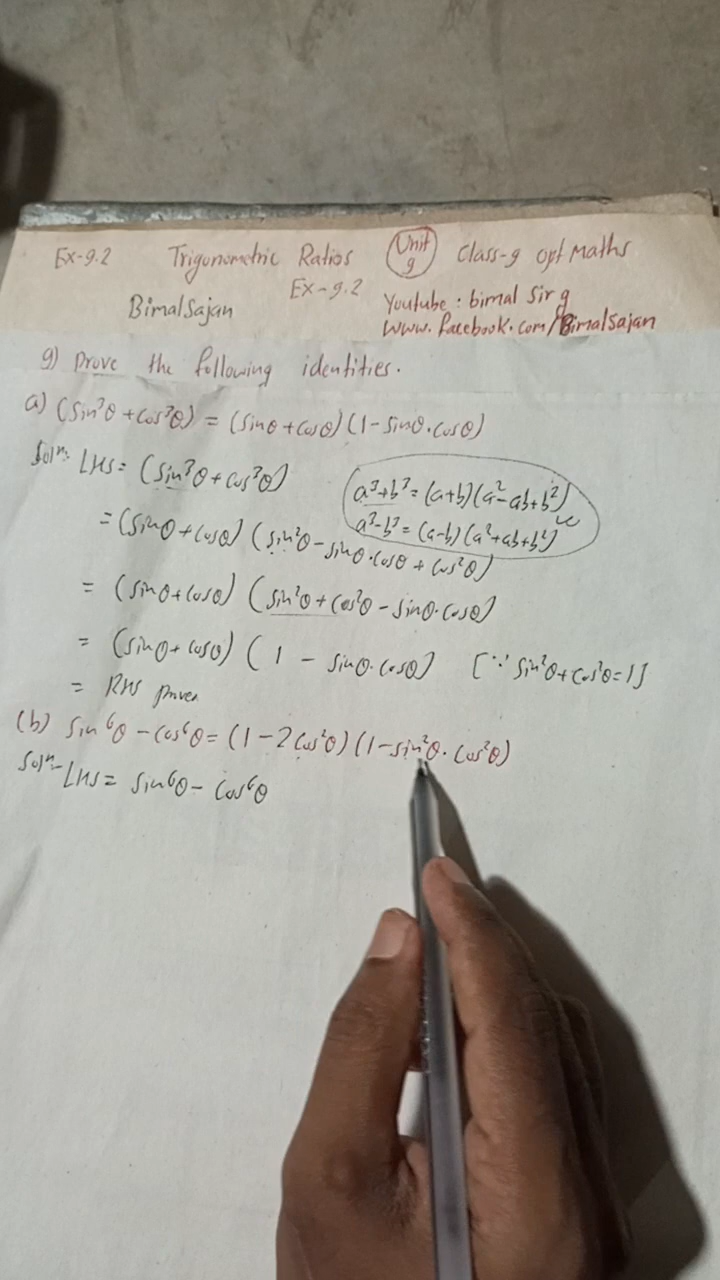 Ex-9.2 Trigonometric Ratios Unit 9 Class-9 opt Maths
Ex-9.2
Bimal Sajan Youtube: bimal Sir g
www.facebook.com/BimalSajan
9) Prove the following identities.
a) (Sin³θ + Cos³θ) = (Sinθ + Cosθ) (1 - Sinθ.Cosθ)
Solⁿ: LHS = (Sin³θ + Cos³θ)
a³+b³ = (a+b)(a²-ab+b²)
a³-b³ = (a-b)(a²+ab+b²)
= (Sinθ + Cosθ) (Sin²θ - Sinθ.Cosθ + Cos²θ)
= (Sinθ + Cosθ) (Sin²θ + Cos²θ - Sinθ.Cosθ)
= (Sinθ + Cosθ) (1 - Sinθ.Cosθ) [∵ Sin²θ + Cos²θ = 1]
= RHS proven
(b) Sin⁶θ - Cos⁶θ = (1 - 2Cos²θ) (1 - Sin²θ.Cos²θ)
Solⁿ- LHS = Sin⁶θ - Cos⁶θ